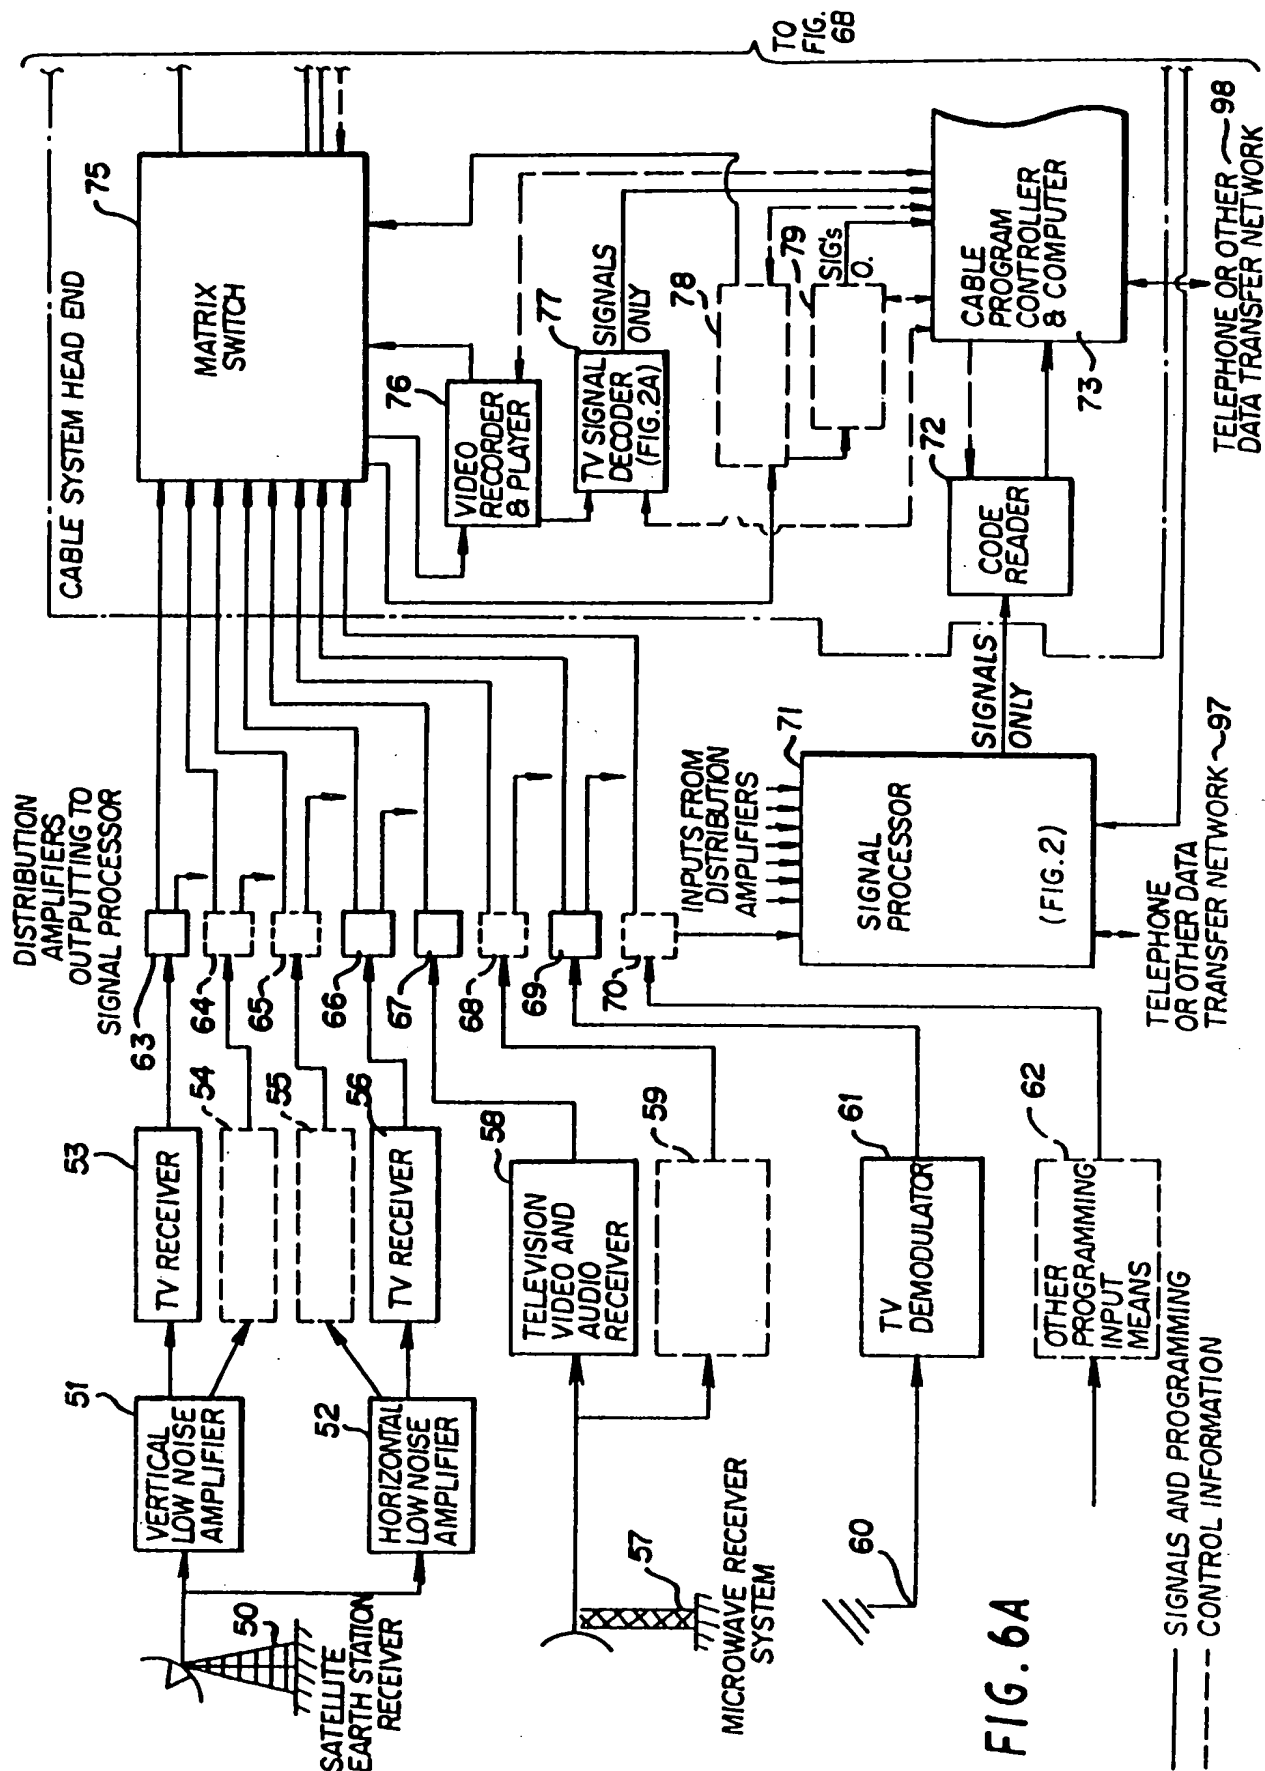 CABLE SYSTEM HEAD END
TO
FIG.
6B
75
MATRIX
SWITCH
DISTRIBUTION
AMPLIFIERS
OUTPUTTING TO
SIGNAL PROCESSOR
63
64
65
66
67
68
69
70
53
TV RECEIVER
54
55
56
TV RECEIVER
51
VERTICAL
LOW NOISE
AMPLIFIER
52
HORIZONTAL
LOW NOISE
AMPLIFIER
50
SATELLITE
EARTH STATION
RECEIVER
76
VIDEO
RECORDER
& PLAYER
77
TV SIGNAL
DECODER
(FIG.2A)
SIGNALS
ONLY
78
79
SIG's
O.
CABLE
PROGRAM
CONTROLLER
& COMPUTER
73
72
CODE
READER
SIGNALS
ONLY
INPUTS FROM
DISTRIBUTION
AMPLIFIERS
71
SIGNAL
PROCESSOR
(FIG.2)
58
TELEVISION
VIDEO AND
AUDIO
RECEIVER
59
57
MICROWAVE RECEIVER
SYSTEM
61
TV
DEMODULATOR
60
62
OTHER
PROGRAMMING
INPUT
MEANS
TELEPHONE
OR OTHER DATA
TRANSFER NETWORK 97
TELEPHONE OR OTHER 98
DATA TRANSFER NETWORK
FIG. 6A
SIGNALS AND PROGRAMMING
CONTROL INFORMATION